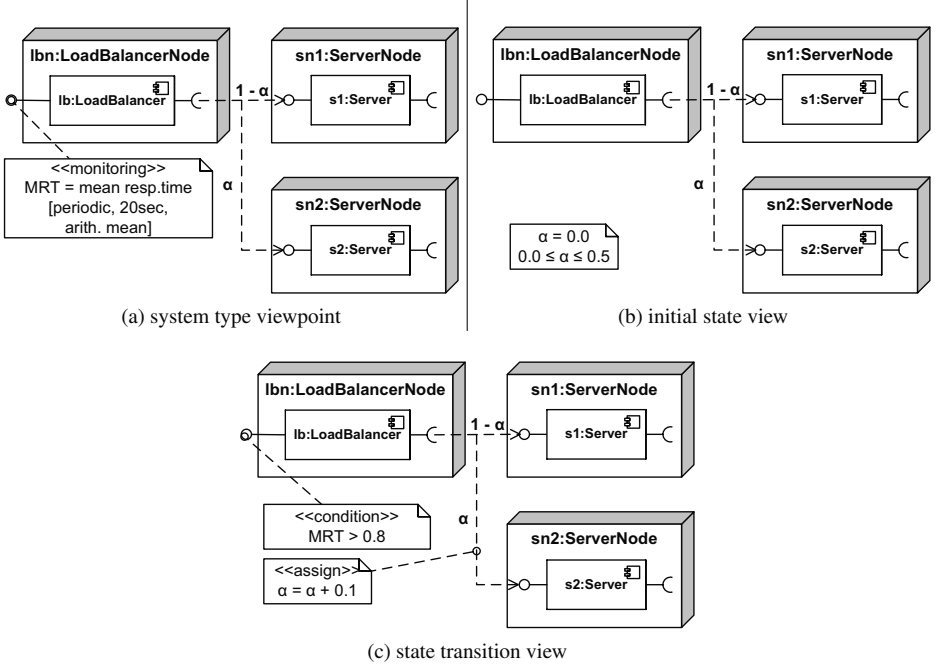 lbn:LoadBalancerNode
lb:LoadBalancer
sn1:ServerNode
s1:Server
1 - α
<<monitoring>>
MRT = mean resp.time
[periodic, 20sec,
arith. mean]
α
sn2:ServerNode
s2:Server
(a) system type viewpoint
lbn:LoadBalancerNode
lb:LoadBalancer
sn1:ServerNode
s1:Server
1 - α
α
sn2:ServerNode
s2:Server
α = 0.0
0.0 ≤ α ≤ 0.5
(b) initial state view
lbn:LoadBalancerNode
lb:LoadBalancer
sn1:ServerNode
s1:Server
1 - α
<<condition>>
MRT > 0.8
α
<<assign>>
α = α + 0.1
sn2:ServerNode
s2:Server
(c) state transition view